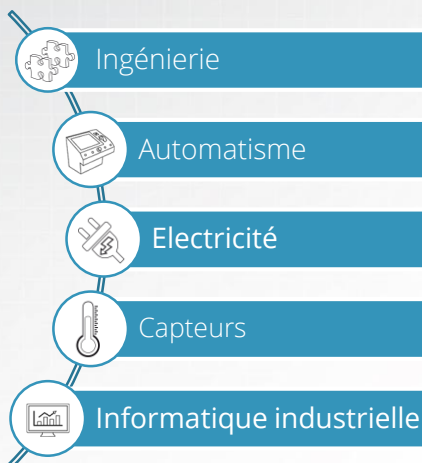 Ingénierie
Automatisme
Electricité
Capteurs
Informatique industrielle